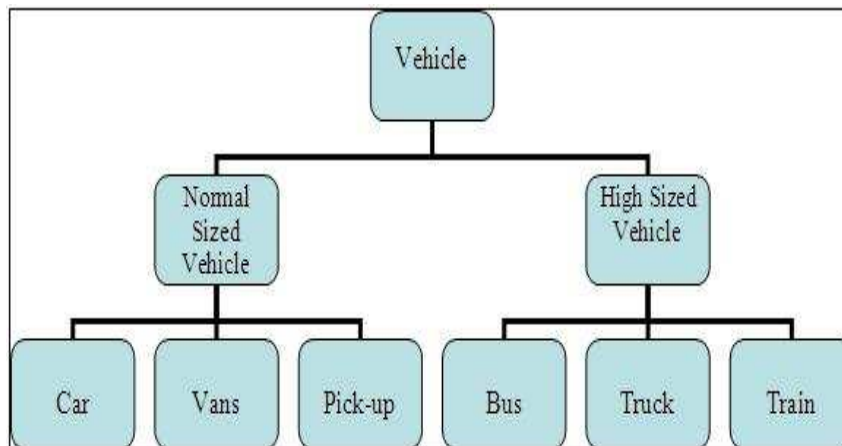 Vehicle
Normal
Sized
Vehicle
High Sized
Vehicle
Car
Vans
Pick-up
Bus
Truck
Train